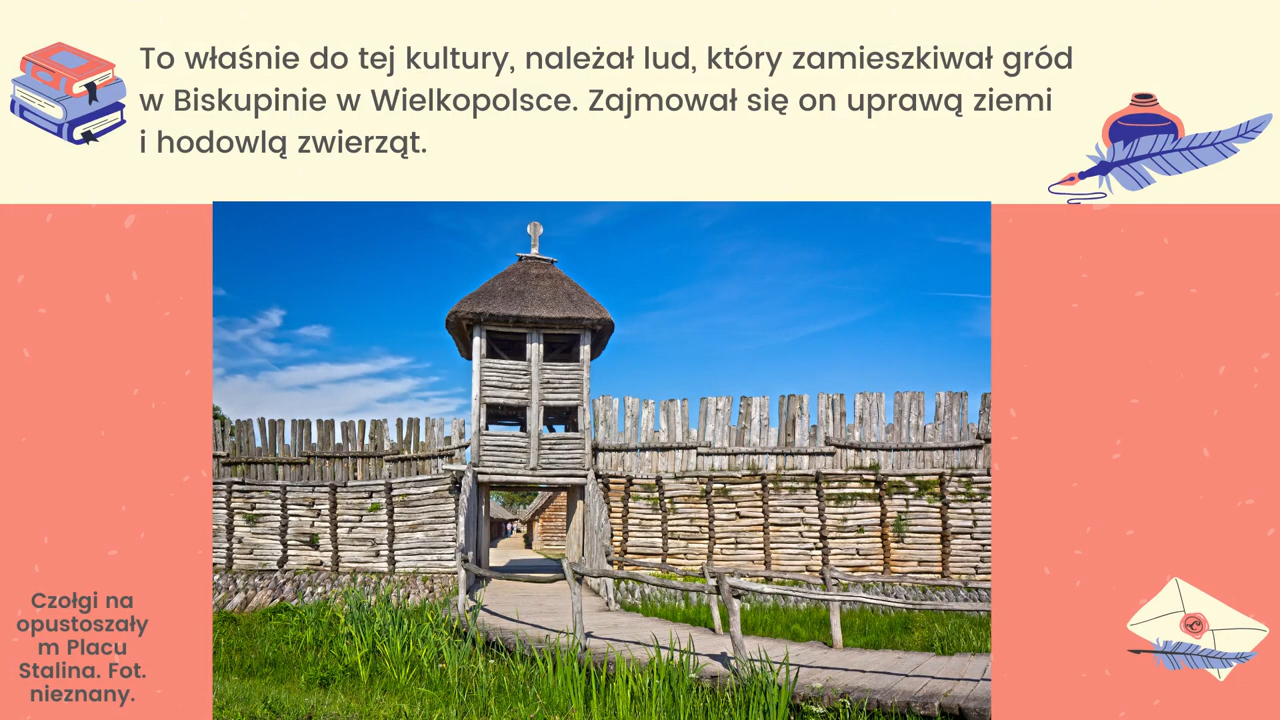 To właśnie do tej kultury, należał lud, który zamieszkiwał gród
w Biskupinie w Wielkopolsce. Zajmował się on uprawą ziemi
i hodowlą zwierząt.
Czołgi na
opustoszały
m Placu
Stalina. Fot.
nieznany.